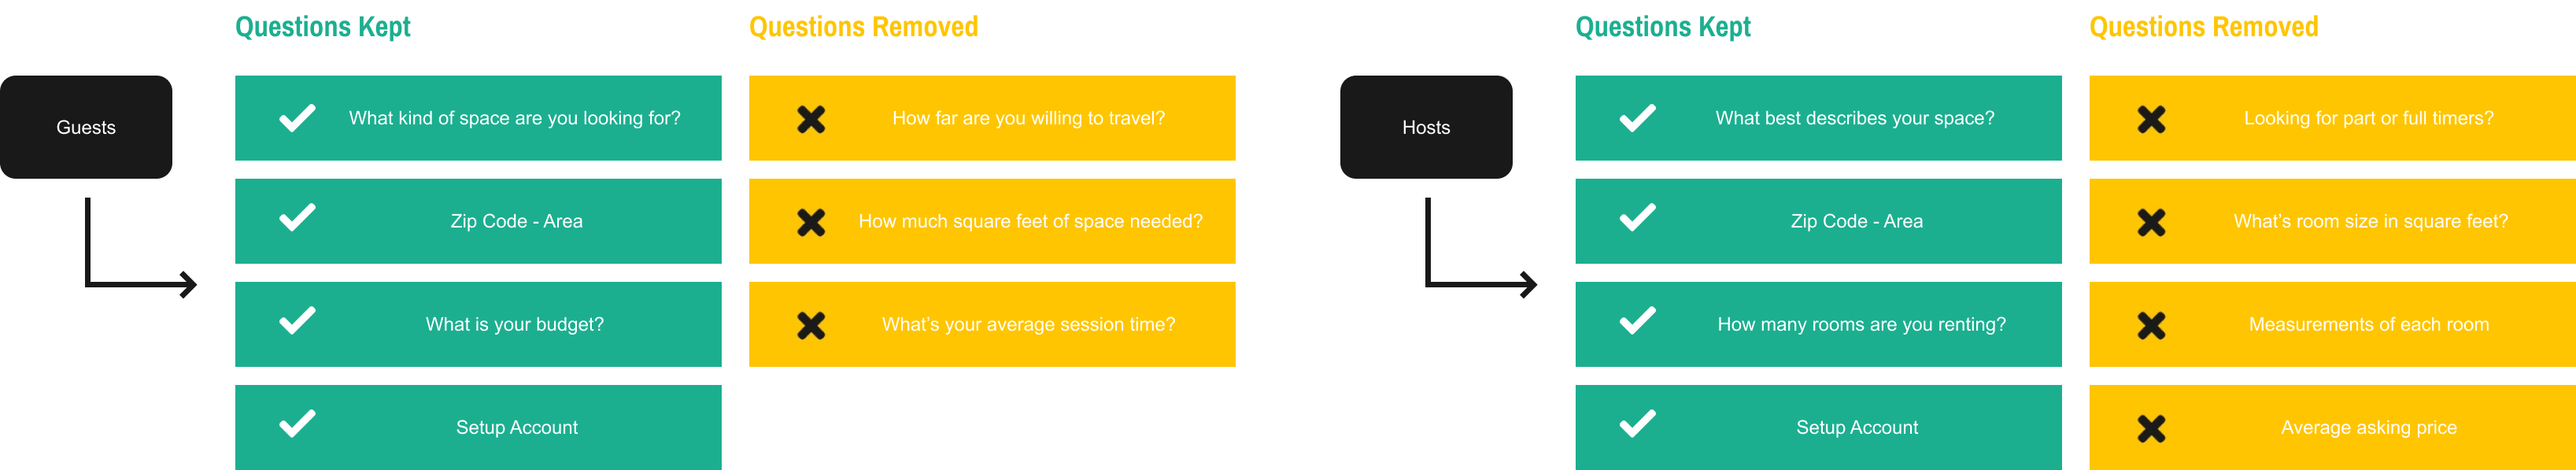 Questions Kept
Questions Removed
Guests
What kind of space are you looking for?
How far are you willing to travel?
Zip Code - Area
How much square feet of space needed?
What is your budget?
What's your average session time?
Setup Account
Questions Kept
Questions Removed
Hosts
What best describes your space?
Looking for part or full timers?
Zip Code - Area
What's room size in square feet?
How many rooms are you renting?
Measurements of each room
Setup Account
Average asking price